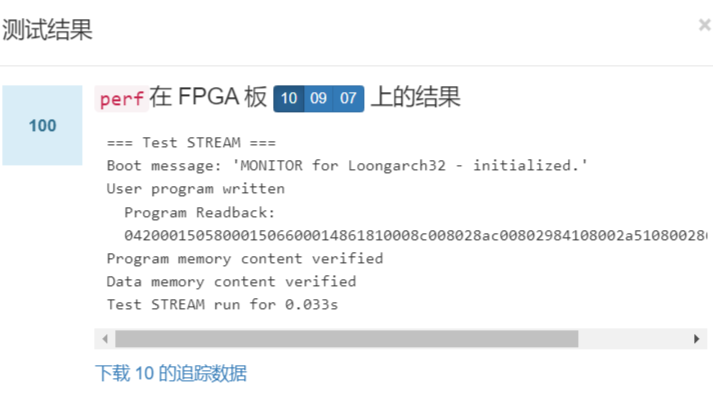 测试结果
×
100
perf 在 FPGA 板 10 09 07 上的结果
=== Test STREAM ===
Boot message: 'MONITOR for Loongarch32 - initialized.'
User program written
Program Readback:
042000150580001506600014861810008c008028ac00802984108002a51080028
Program memory content verified
Data memory content verified
Test STREAM run for 0.033s
下载 10 的追踪数据